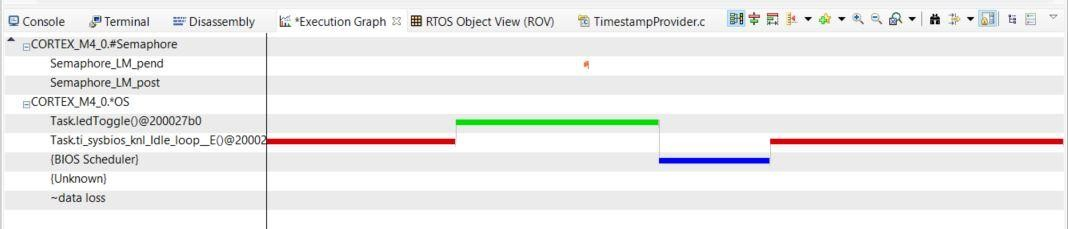 Console Terminal Disassembly *Execution Graph RTOS Object View (ROV) TimestampProvider.c
CORTEX_M4_0.#Semaphore
Semaphore_LM_pend
Semaphore_LM_post
CORTEX_M4_0.*OS
Task.ledToggle()@200027b0
Task.ti_sysbios_knl_Idle_loop__E()@20002
{BIOS Scheduler}
{Unknown}
~data loss